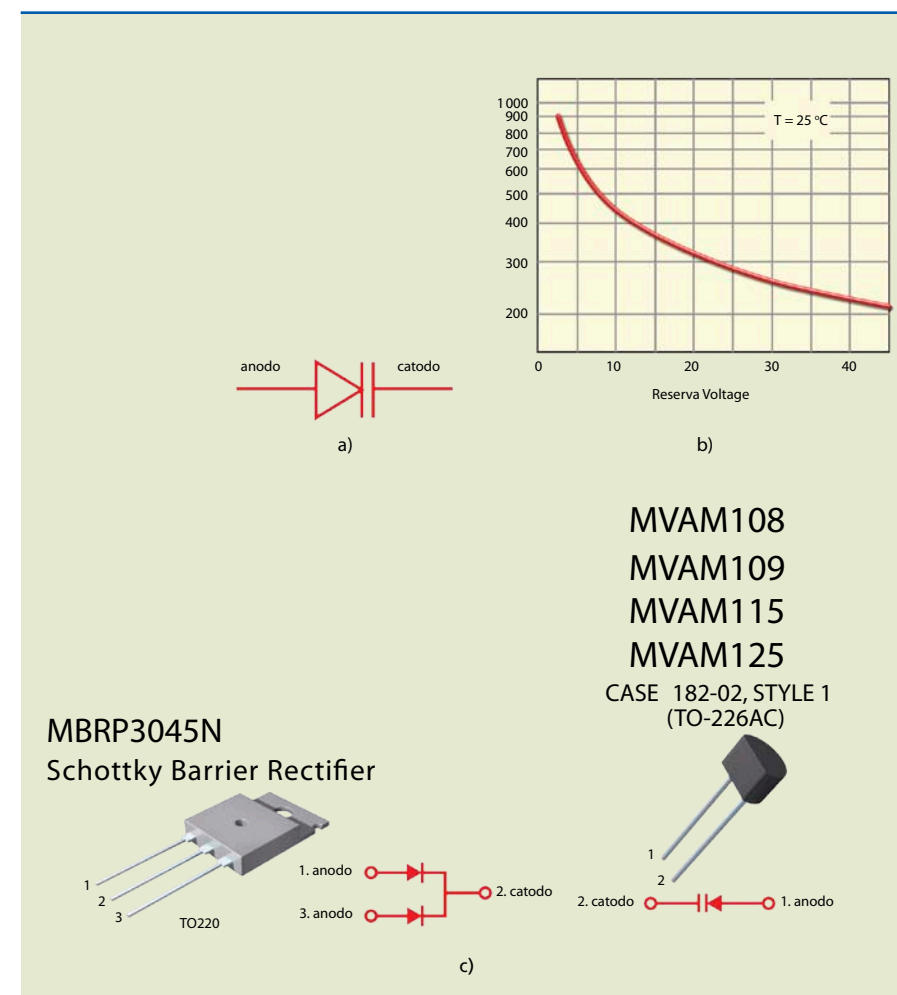 1000
900
800
700
600
500
400
300
200
T = 25 °C
0 10 20 30 40
Reserva Voltage
anodo catodo
a) b)
MVAM108
MVAM109
MVAM115
MVAM125
CASE 182-02, STYLE 1
(TO-226AC)
MBRP3045N
Schottky Barrier Rectifier
1
2
3
TO220
1. anodo
2. catodo
3. anodo
1
2
2. catodo 1. anodo
c)